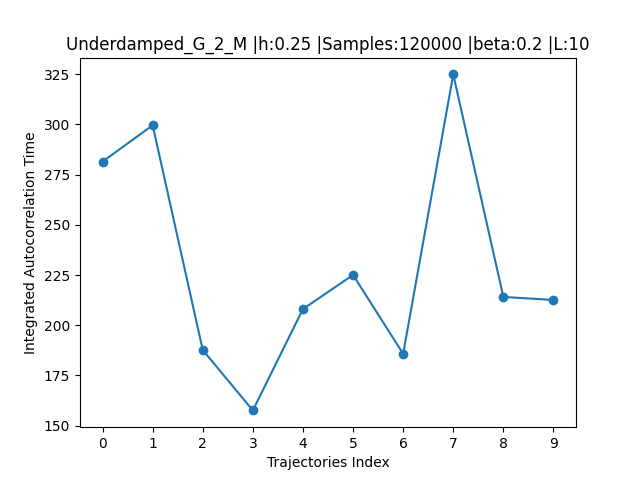 Underdamped_G_2_M |h:0.25 |Samples:120000 |beta:0.2 |L:10
Integrated Autocorrelation Time
325
300
275
250
225
200
175
150
0 1 2 3 4 5 6 7 8 9
Trajectories Index